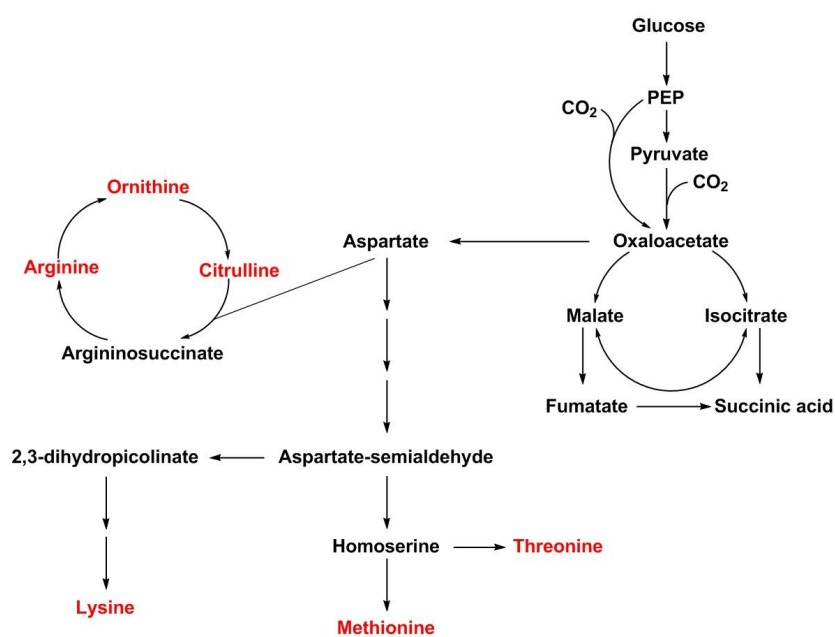 Glucose
CO₂
PEP
Pyruvate
CO₂
Ornithine
Aspartate
Oxaloacetate
Arginine
Citrulline
Malate
Isocitrate
Argininosuccinate
Fumatate
Succinic acid
2,3-dihydropicolinate
Aspartate-semialdehyde
Homoserine
Threonine
Lysine
Methionine